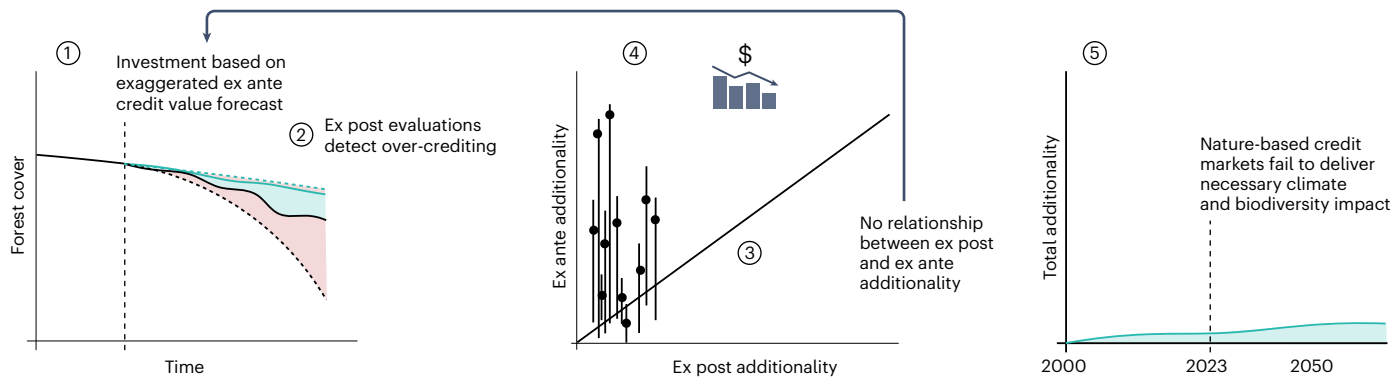 ①
Investment based on
exaggerated ex ante
credit value forecast
②
Ex post evaluations
detect over-crediting
Forest cover
Time
④
$
Ex ante additionality
③
Ex post additionality
No relationship
between ex post
and ex ante
additionality
⑤
Nature-based credit
markets fail to deliver
necessary climate
and biodiversity impact
Total additionality
2000
2023
2050